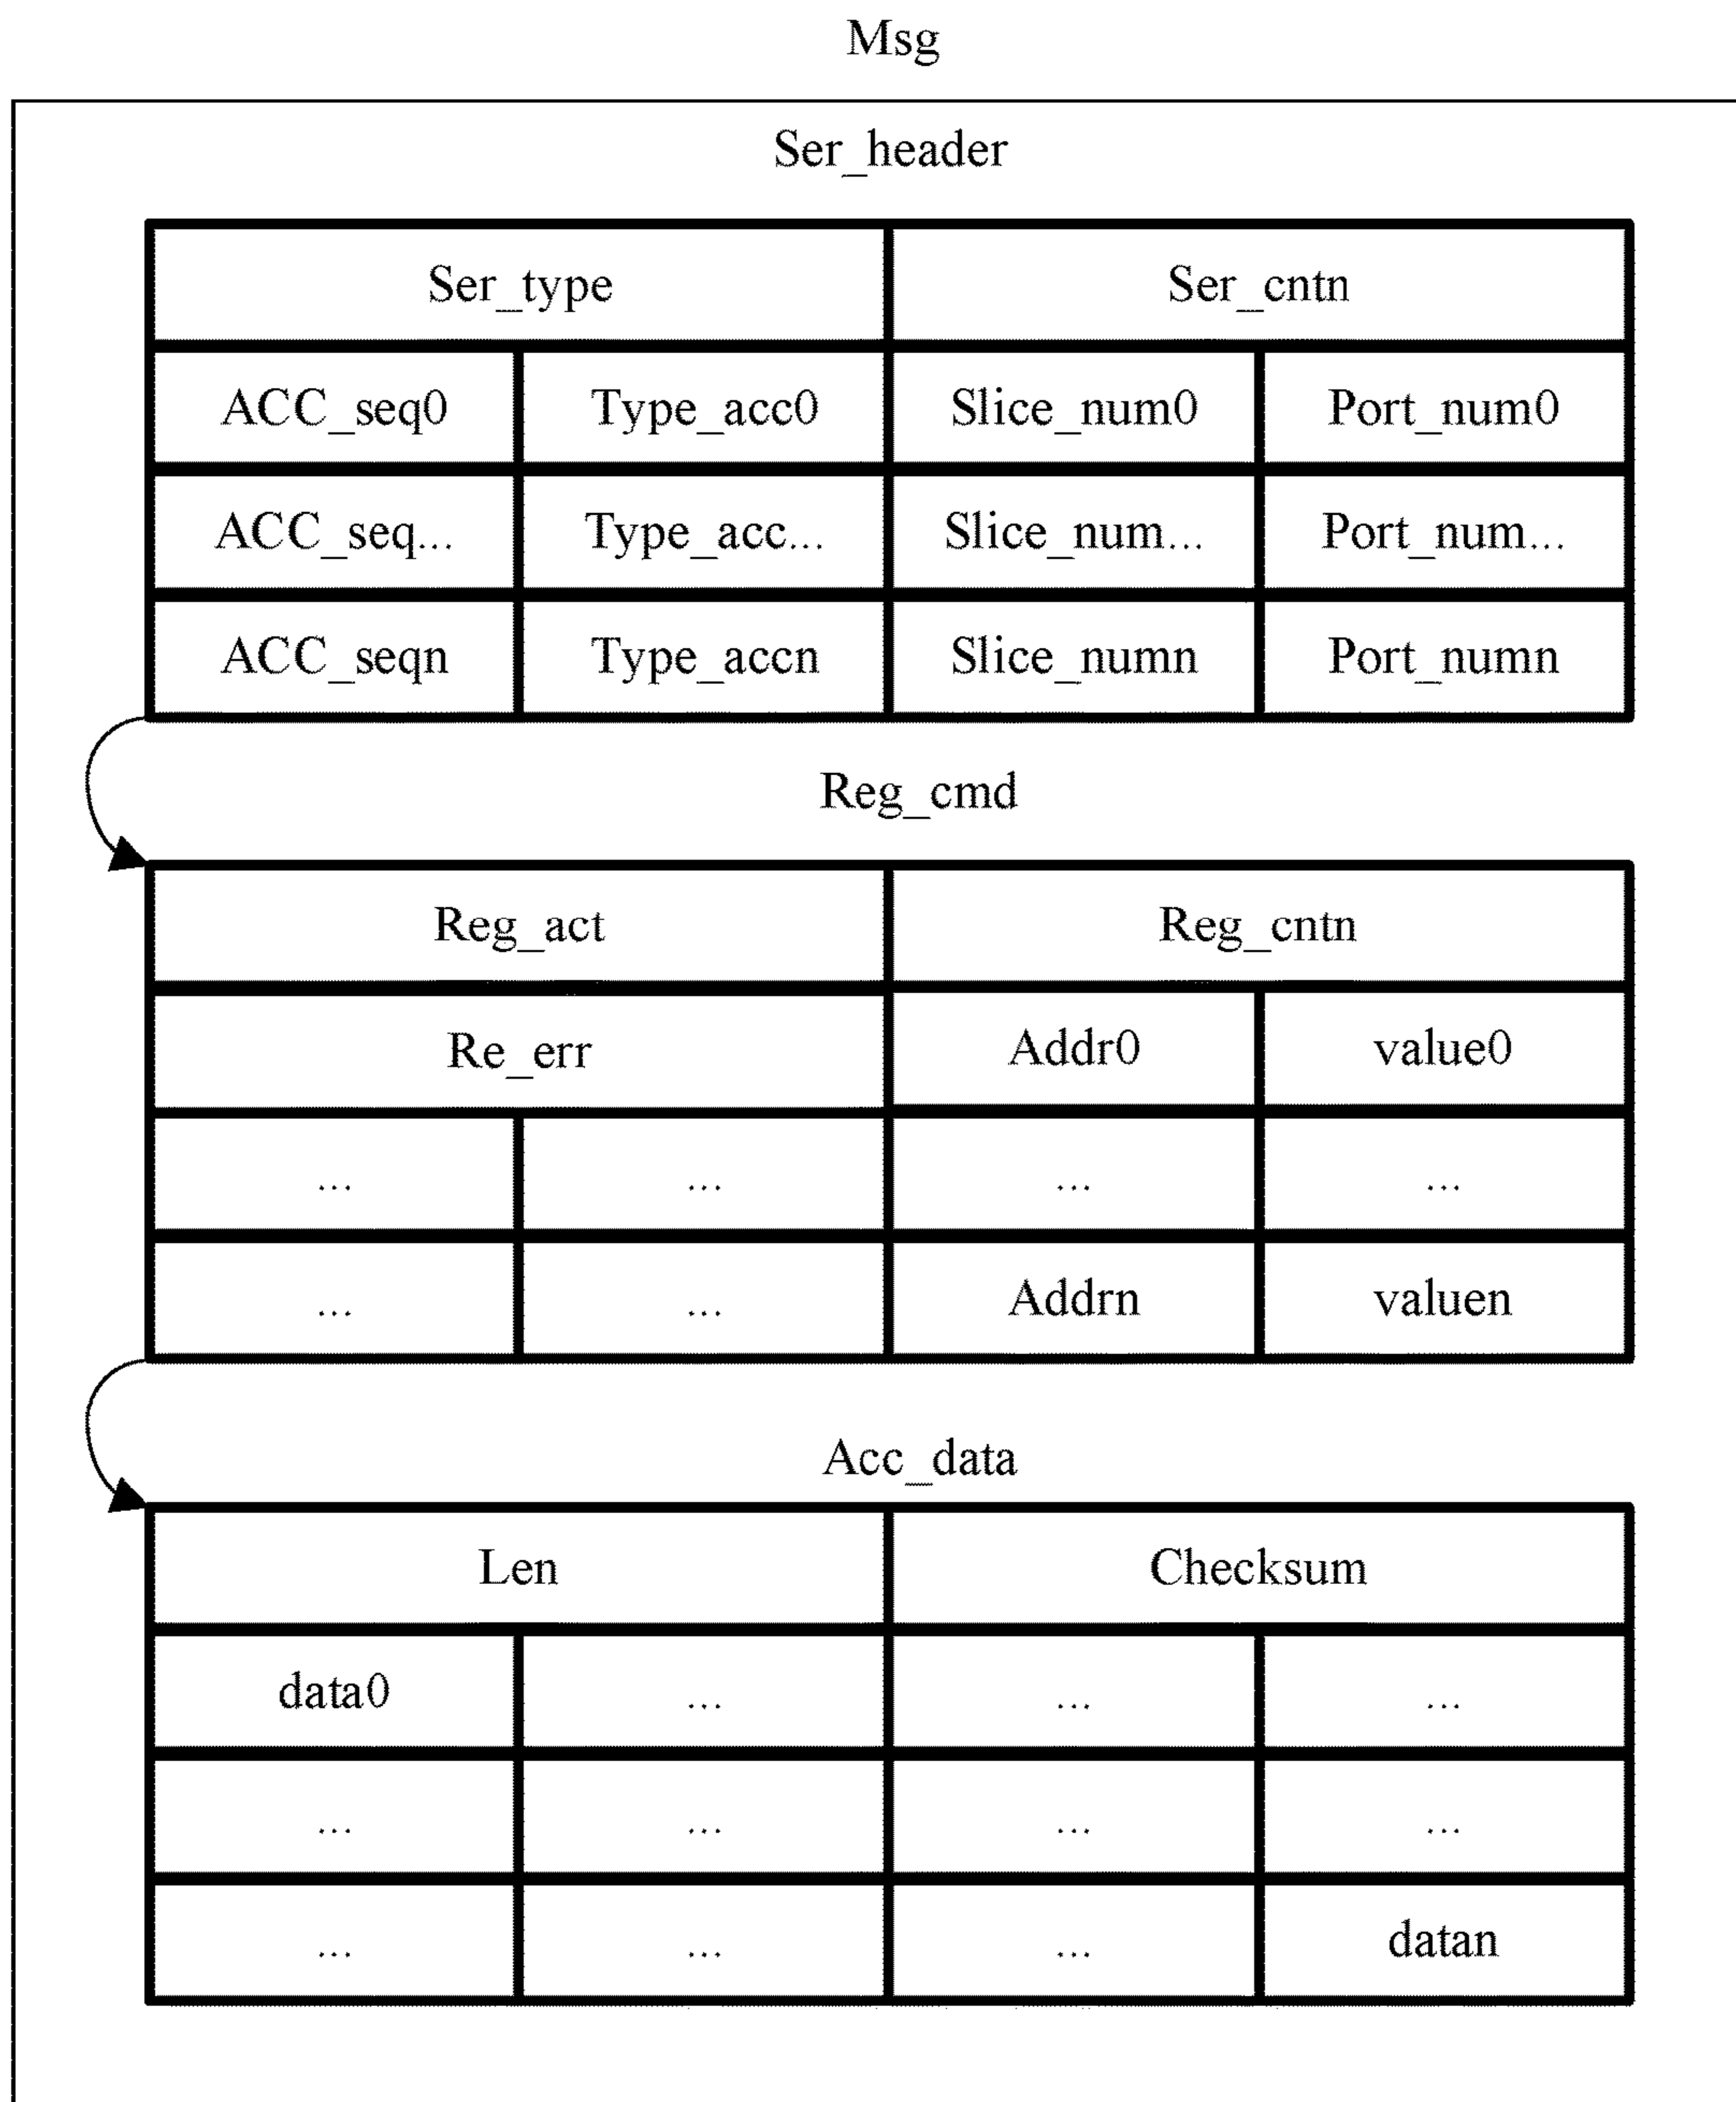 Msg
Ser_header
Ser_type Ser_cntn
ACC_seq0 Type_acc0 Slice_num0 Port_num0
ACC_seq... Type_acc... Slice_num... Port_num...
ACC_seqn Type_accn Slice_numn Port_numn
Reg_cmd
Reg_act Reg_cntn
Re_err Addr0 value0
... ... ... ...
... ... Addrn valuen
Acc_data
Len Checksum
data0 ... ... ...
... ... ... ...
... ... ... datan